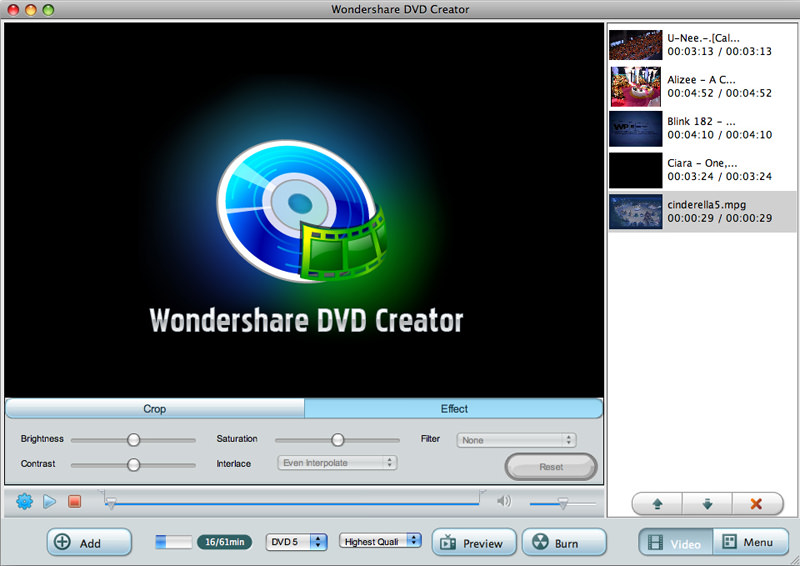 Wondershare DVD Creator
U-Nee.-.[Cal...
00:03:13 / 00:03:13
Alizee - A C...
00:04:52 / 00:04:52
Blink 182 - ...
00:04:10 / 00:04:10
Ciara - One,...
00:03:24 / 00:03:24
cinderella5.mpg
00:00:29 / 00:00:29
Wondershare DVD Creator
Crop Effect
Brightness Saturation Filter None
Contrast Interlace Even Interpolate Reset
Add 16/61min DVD 5 Highest Quali Preview Burn Video Menu